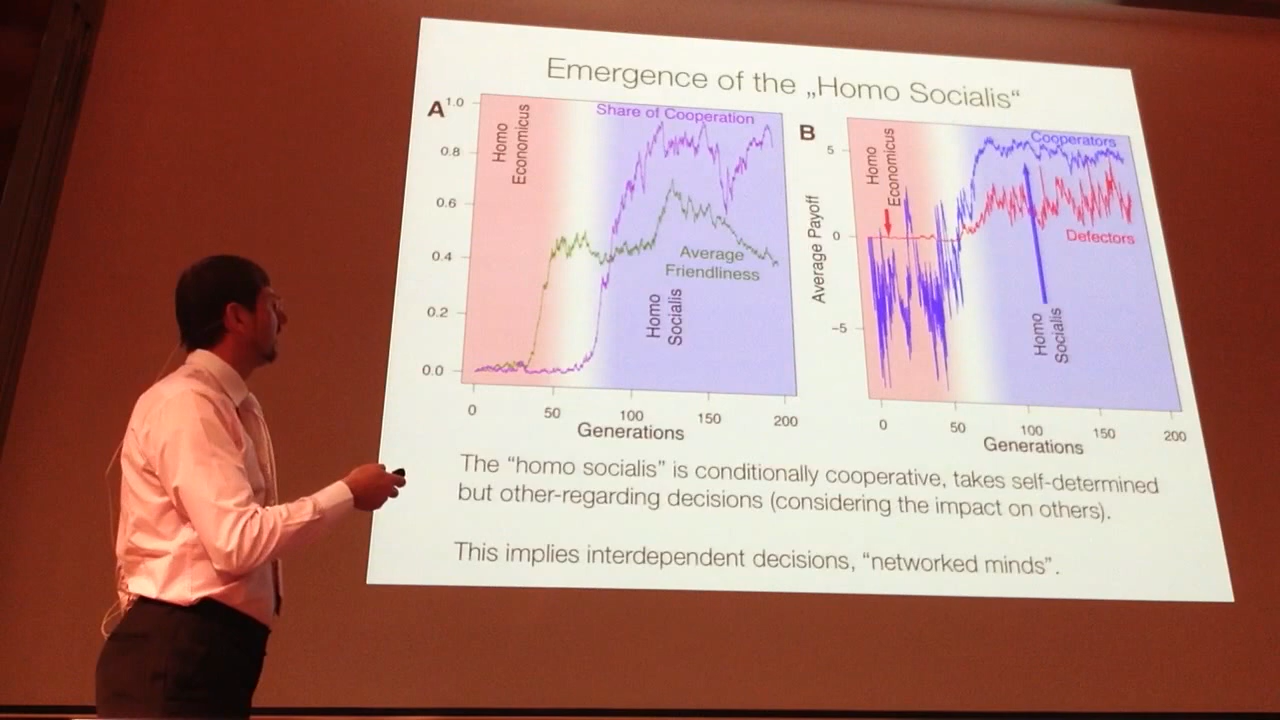 Emergence of the „Homo Socialis“
A
1.0
0.8
0.6
0.4
0.2
0.0
Homo
Economicus
Share of Cooperation
Average
Friendliness
Homo
Socialis
0 50 100 150 200
Generations
B
5
0
−5
Average Payoff
Homo
Economicus
Cooperators
Defectors
Homo
Socialis
0 50 100 150 200
Generations
The “homo socialis” is conditionally cooperative, takes self-determined
but other-regarding decisions (considering the impact on others).
This implies interdependent decisions, “networked minds”.